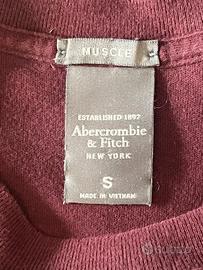 MUSCLE
ESTABLISHED 1892
Abercrombie
& Fitch
NEW YORK
S
MADE IN VIETNAM